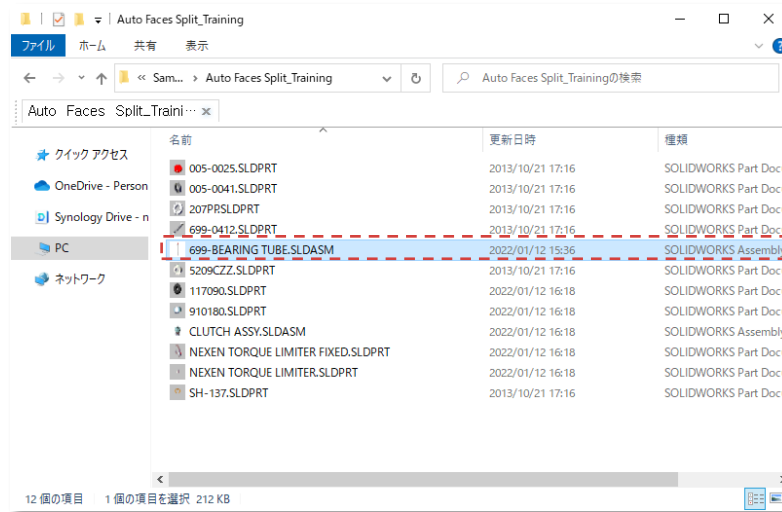 Auto Faces Split_Training
ファイル ホーム 共有 表示
« Sam... › Auto Faces Split_Training Auto Faces Split_Trainingの検索
Auto Faces Split_Traini…
名前 更新日時 種類
クイック アクセス
OneDrive - Person
Synology Drive - n
PC
ネットワーク
005-0025.SLDPRT 2013/10/21 17:16 SOLIDWORKS Part Doc
005-0041.SLDPRT 2013/10/21 17:16 SOLIDWORKS Part Doc
207PP.SLDPRT 2013/10/21 17:16 SOLIDWORKS Part Doc
699-0412.SLDPRT 2013/10/21 17:16 SOLIDWORKS Part Doc
699-BEARING TUBE.SLDASM 2022/01/12 15:36 SOLIDWORKS Assembly
5209CZZ.SLDPRT 2013/10/21 17:16 SOLIDWORKS Part Doc
117090.SLDPRT 2022/01/12 16:18 SOLIDWORKS Part Doc
910180.SLDPRT 2022/01/12 16:18 SOLIDWORKS Part Doc
CLUTCH ASSY.SLDASM 2022/01/12 16:18 SOLIDWORKS Assembly
NEXEN TORQUE LIMITER FIXED.SLDPRT 2022/01/12 16:18 SOLIDWORKS Part Doc
NEXEN TORQUE LIMITER.SLDPRT 2022/01/12 16:18 SOLIDWORKS Part Doc
SH-137.SLDPRT 2013/10/21 17:16 SOLIDWORKS Part Doc
12 個の項目 1 個の項目を選択 212 KB